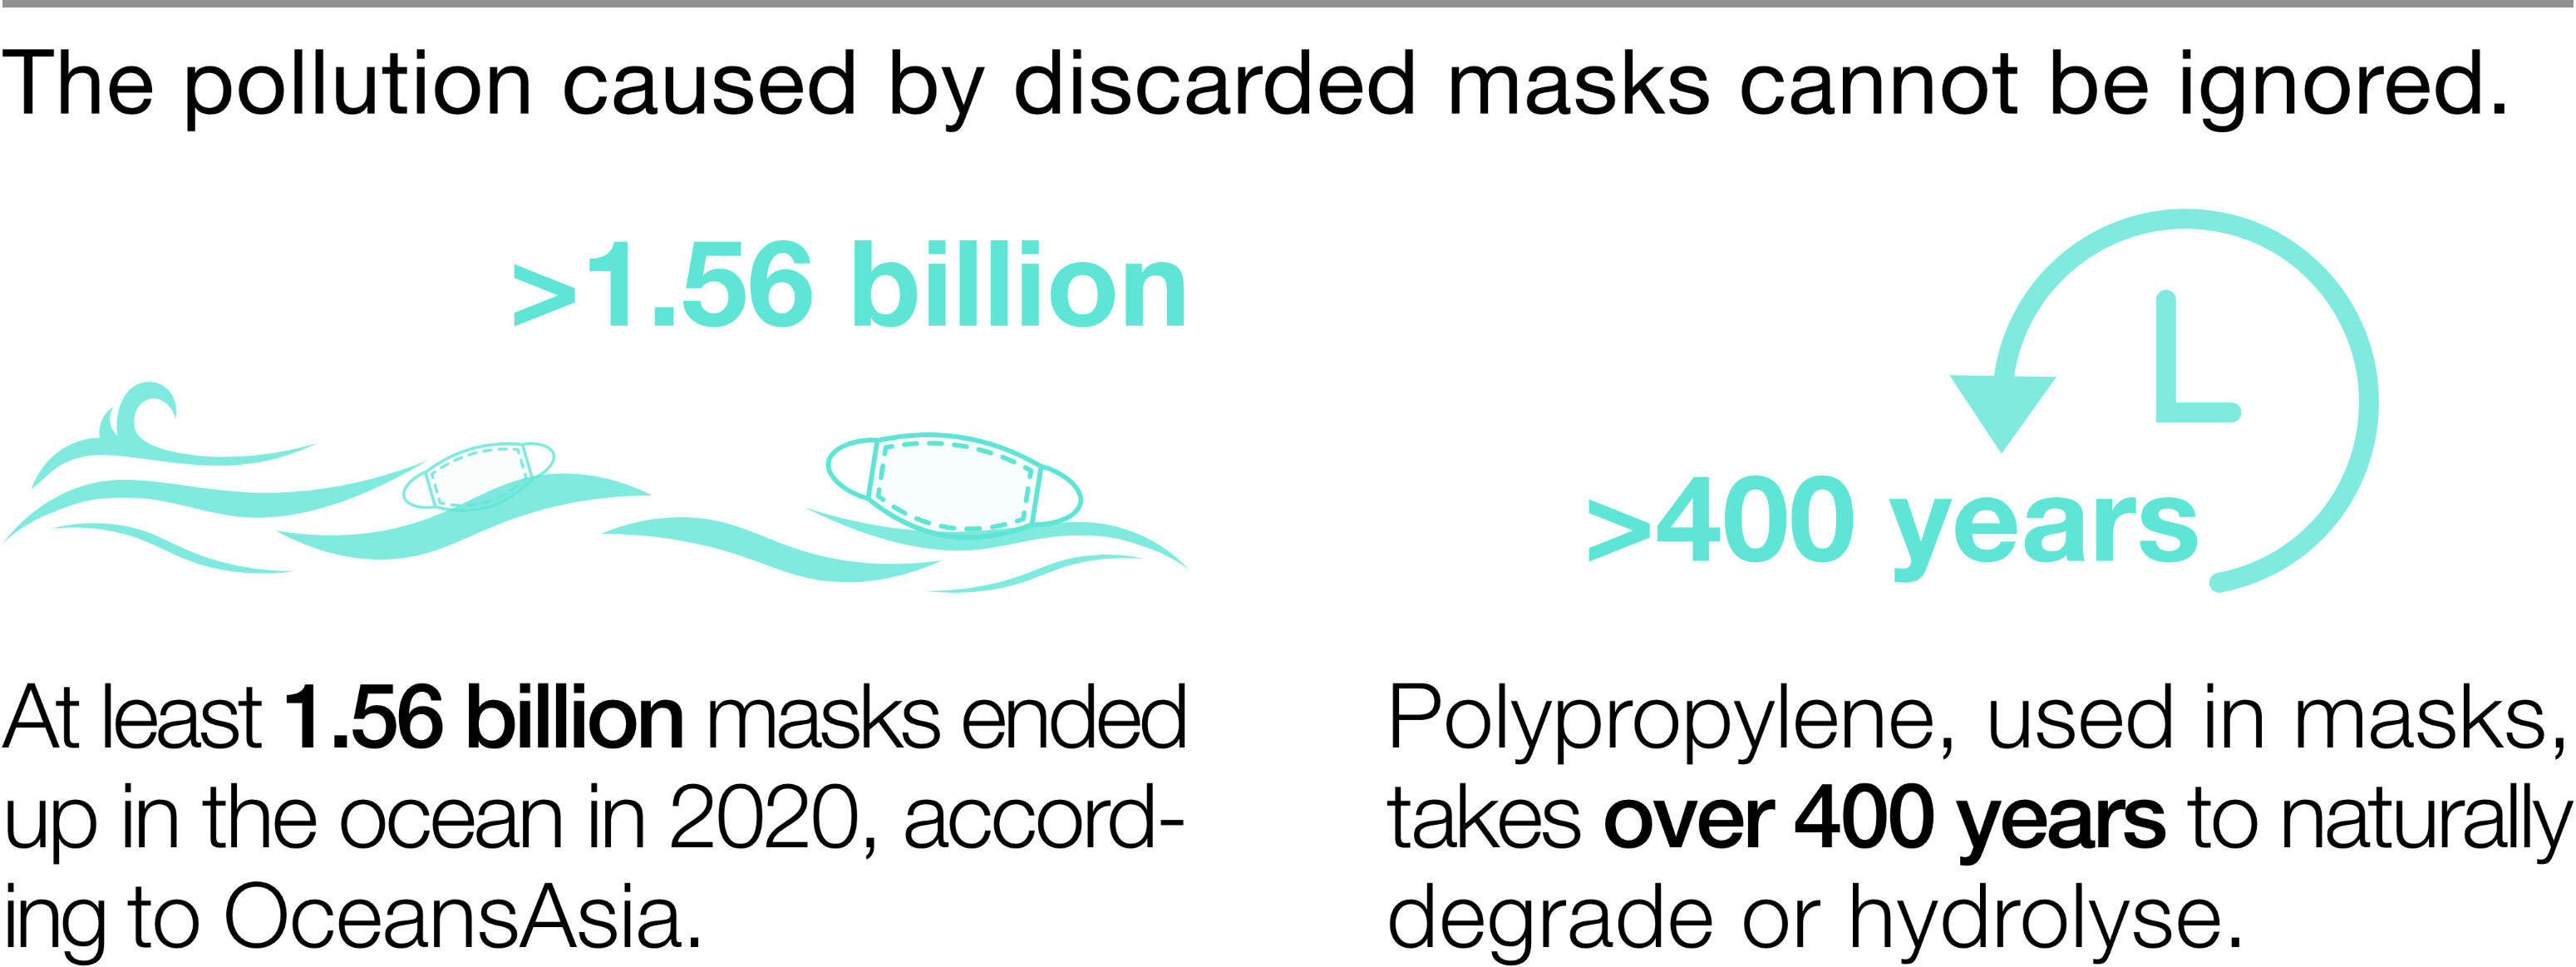 The pollution caused by discarded masks cannot be ignored.
>1.56 billion
>400 years
At least 1.56 billion masks ended
up in the ocean in 2020, accord-
ing to OceansAsia.
Polypropylene, used in masks,
takes over 400 years to naturally
degrade or hydrolyse.